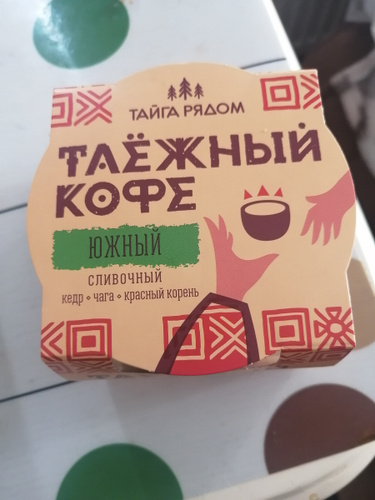 ТАЙГА РЯДОМ
ТАЁЖНЫЙ
КОФЕ
ЮЖНЫЙ
СЛИВОЧНЫЙ
кедр • чага • красный корень